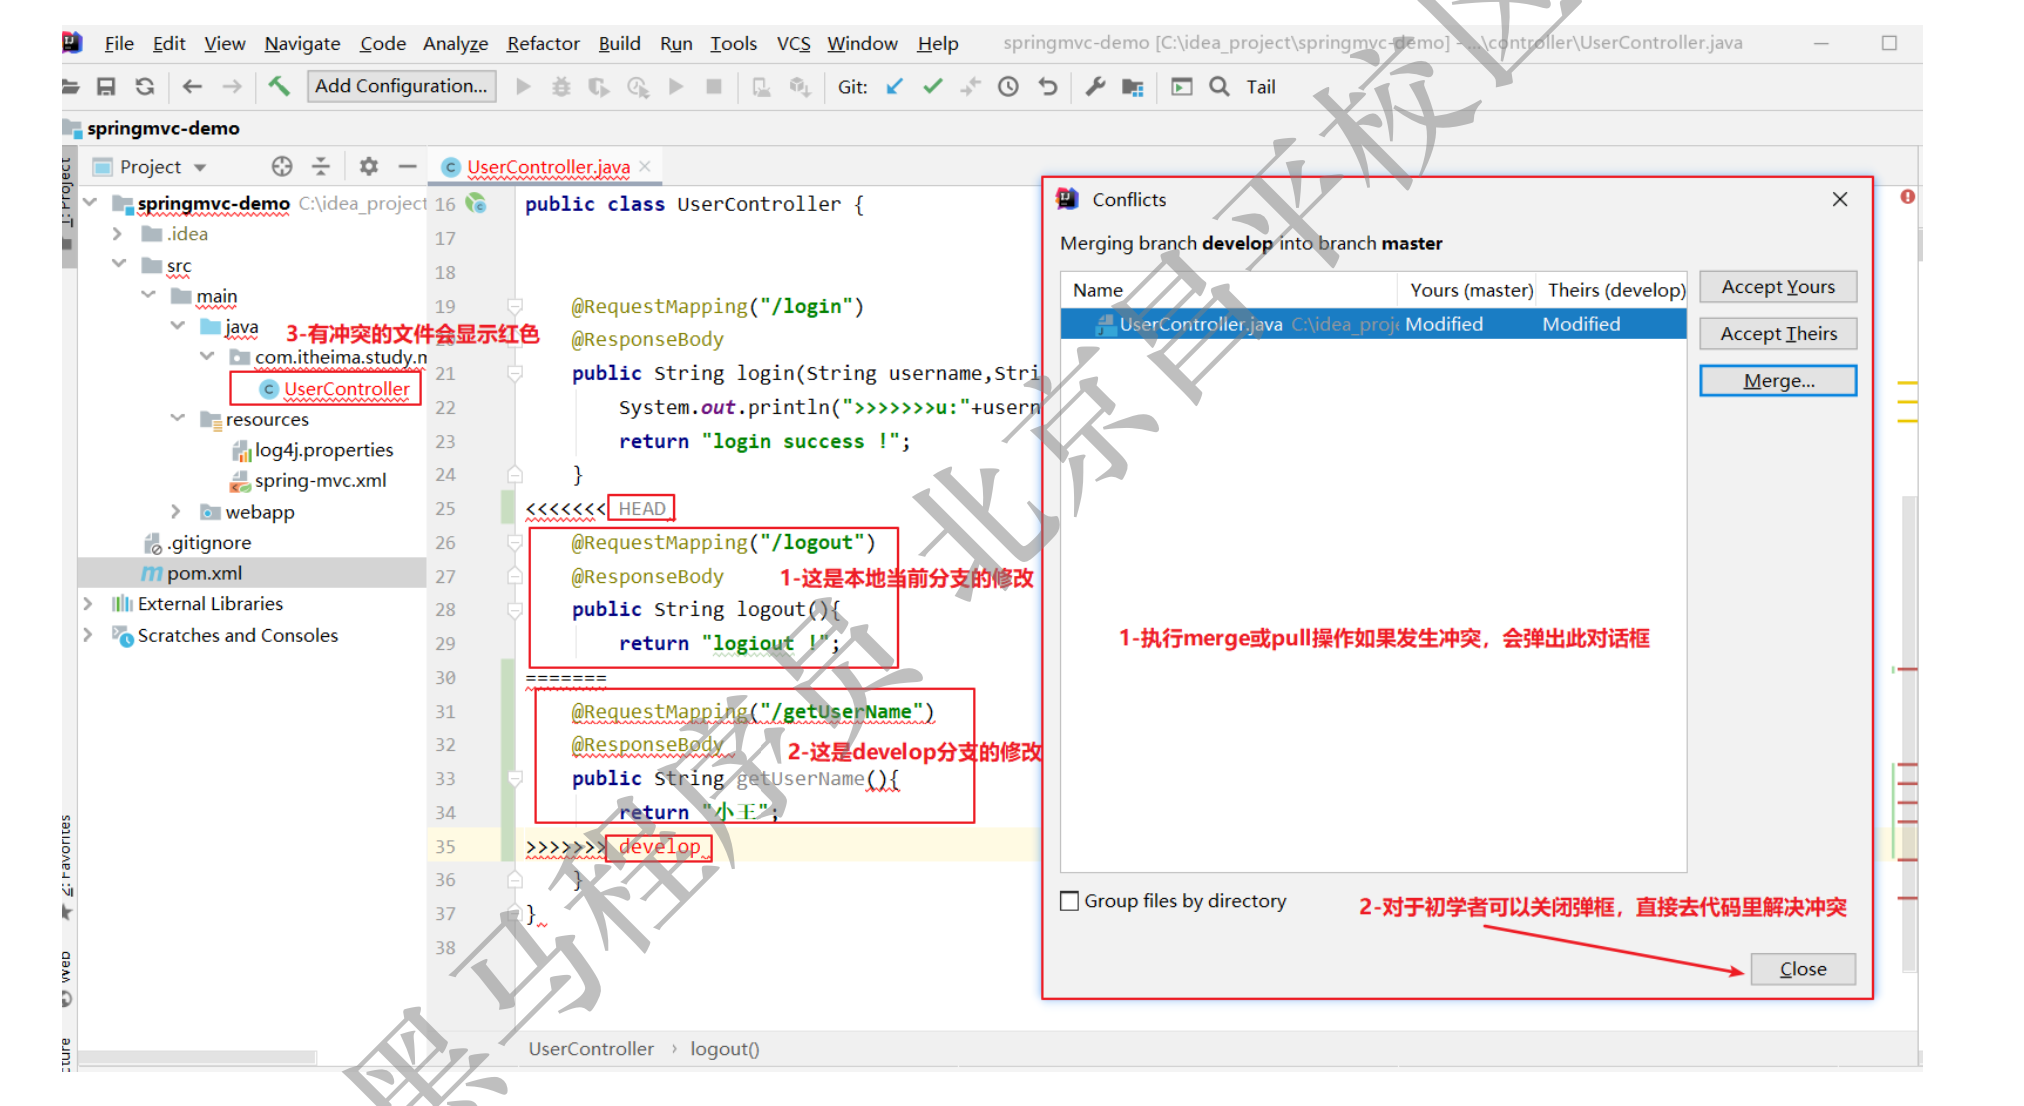 File Edit View Navigate Code Analyze Refactor Build Run Tools VCS Window Help springmvc-demo [C:\idea_project\springmvc-demo] - ...\controller\UserController.java
Add Configuration... Git: Tail
springmvc-demo
1: Project
Project
UserController.java
springmvc-demo C:\idea_project
.idea
src
main
java
3-有冲突的文件会显示红色
com.itheima.study.m
UserController
resources
log4j.properties
spring-mvc.xml
webapp
.gitignore
pom.xml
External Libraries
Scratches and Consoles
2: Favorites
Web
16 public class UserController {
17
18
19 @RequestMapping("/login")
@ResponseBody
21 public String login(String username,Stri
22 System.out.println(">>>>>>>u:"+usern
23 return "login success !";
24 }
25 <<<<<<< HEAD
26 @RequestMapping("/logout")
27 @ResponseBody 1-这是本地当前分支的修改
28 public String logout(){
29 return "logiout !";
30 =======
31 @RequestMapping("/getUserName")
32 @ResponseBody 2-这是develop分支的修改
33 public String getUserName(){
34 return "小王";
35 >>>>>>> develop
36 }
37 }
38
UserController › logout()
Conflicts
Merging branch develop into branch master
Name Yours (master) Theirs (develop)
UserController.java C:\idea_proje Modified Modified
Accept Yours
Accept Theirs
Merge...
1-执行merge或pull操作如果发生冲突，会弹出此对话框
Group files by directory
2-对于初学者可以关闭弹框，直接去代码里解决冲突
Close
黑马程序员 北京昌平校区